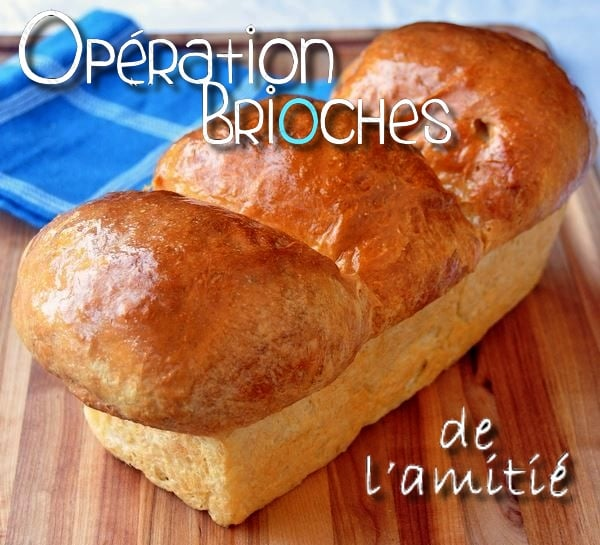 Opération
Brioches
de
l'amitié